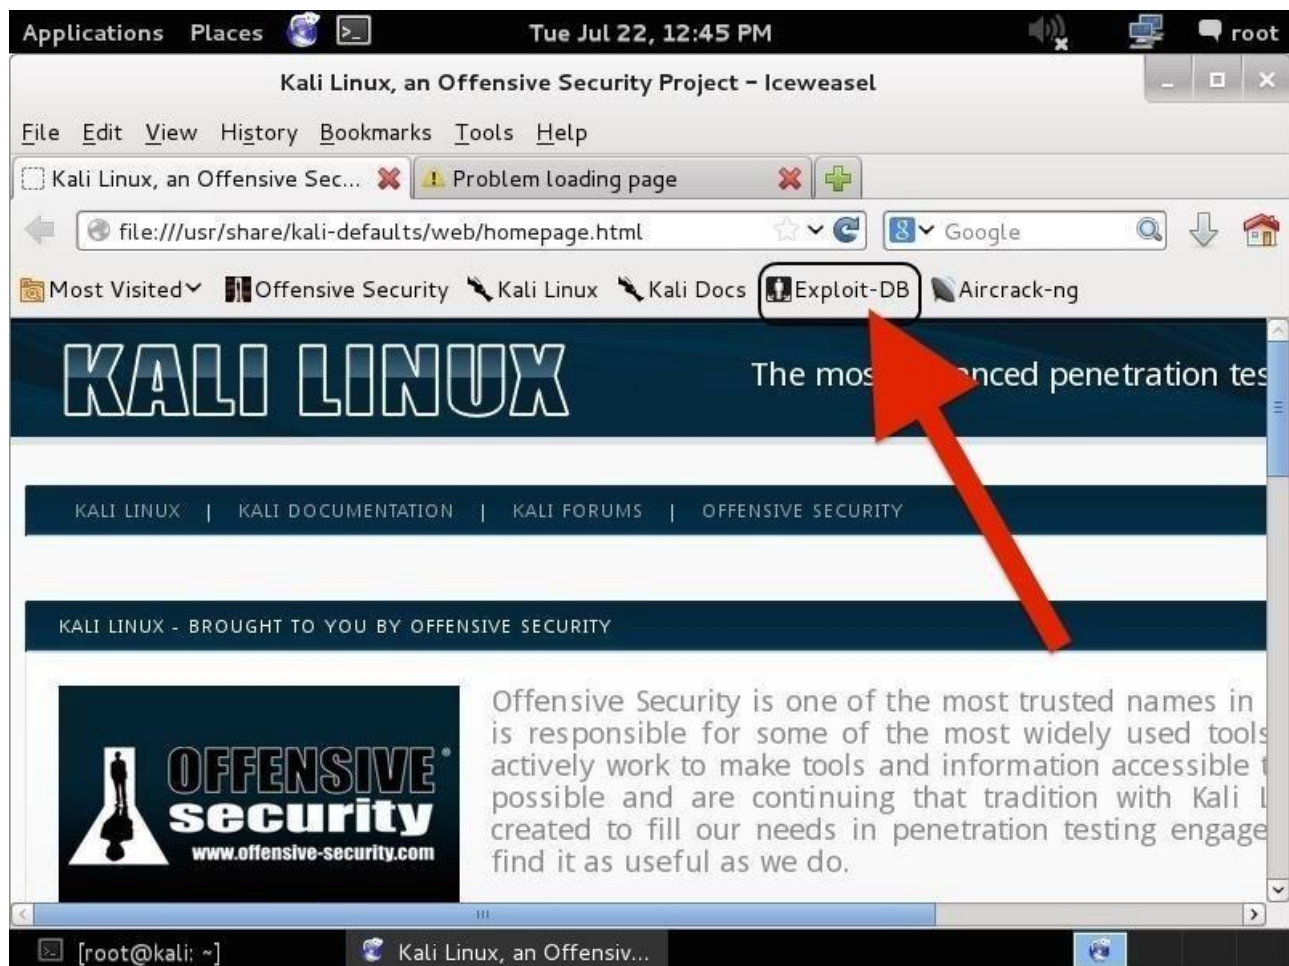 Applications Places Tue Jul 22, 12:45 PM root
Kali Linux, an Offensive Security Project – Iceweasel
File Edit View History Bookmarks Tools Help
Kali Linux, an Offensive Sec... Problem loading page
file:///usr/share/kali-defaults/web/homepage.html Google
Most Visited Offensive Security Kali Linux Kali Docs Exploit-DB Aircrack-ng
KALI LINUX
The mos nced penetration tes
KALI LINUX | KALI DOCUMENTATION | KALI FORUMS | OFFENSIVE SECURITY
KALI LINUX - BROUGHT TO YOU BY OFFENSIVE SECURITY
OFFENSIVE®
security
www.offensive-security.com
Offensive Security is one of the most trusted names in
is responsible for some of the most widely used tools
actively work to make tools and information accessible t
possible and are continuing that tradition with Kali L
created to fill our needs in penetration testing engage
find it as useful as we do.
[root@kali: ~] Kali Linux, an Offensiv...